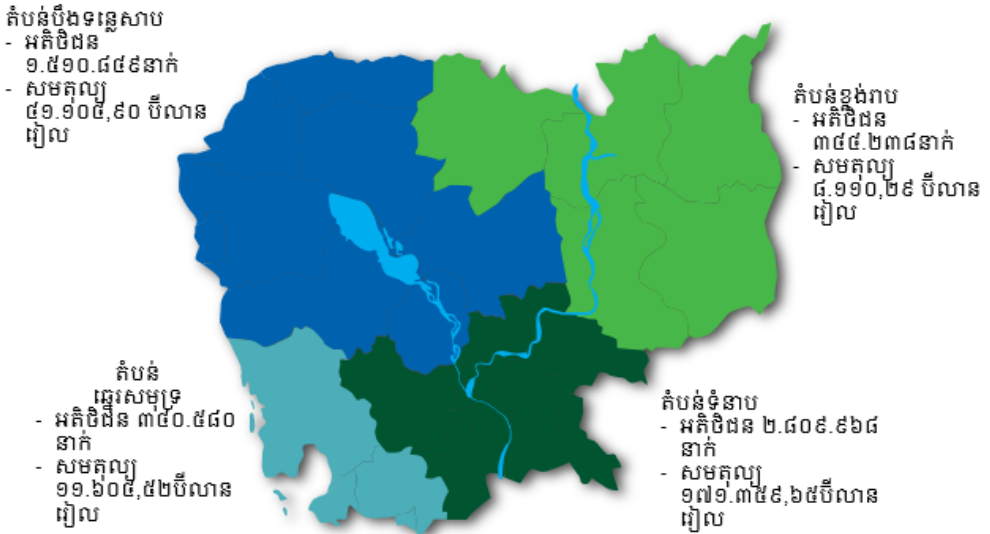 តំបន់បឹងទន្លេសាប
- អតិថិជន
១.៥១០.៨៤៩នាក់
- សមតុល្យ
៤១.១០៤,៩០ ប៊ីលាន
រៀល
តំបន់ខ្ពង់រាប
- អតិថិជន
៣៨៥.២៣៨នាក់
- សមតុល្យ
៨.១១០,២៩ ប៊ីលាន
រៀល
តំបន់
ឆ្នេរសមុទ្រ
- អតិថិជន ៣៤០.៥៨០
នាក់
- សមតុល្យ
១១.៦០៤,៥២ប៊ីលាន
រៀល
តំបន់ទំនាប
- អតិថិជន ២.៨០៩.៩៦៨
នាក់
- សមតុល្យ
១៧១.៣៥៩,៦៥ប៊ីលាន
រៀល